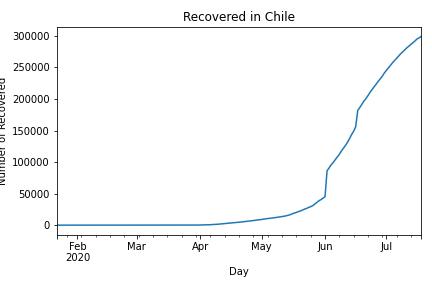 Recovered in Chile
Number of Recovered
300000
250000
200000
150000
100000
50000
0
Feb Mar Apr May Jun Jul
2020
Day